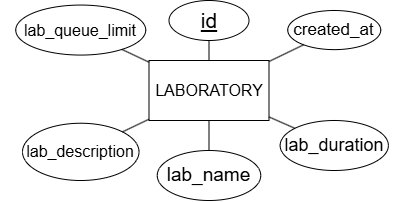 id
lab_queue_limit
created_at
LABORATORY
lab_description
lab_duration
lab_name